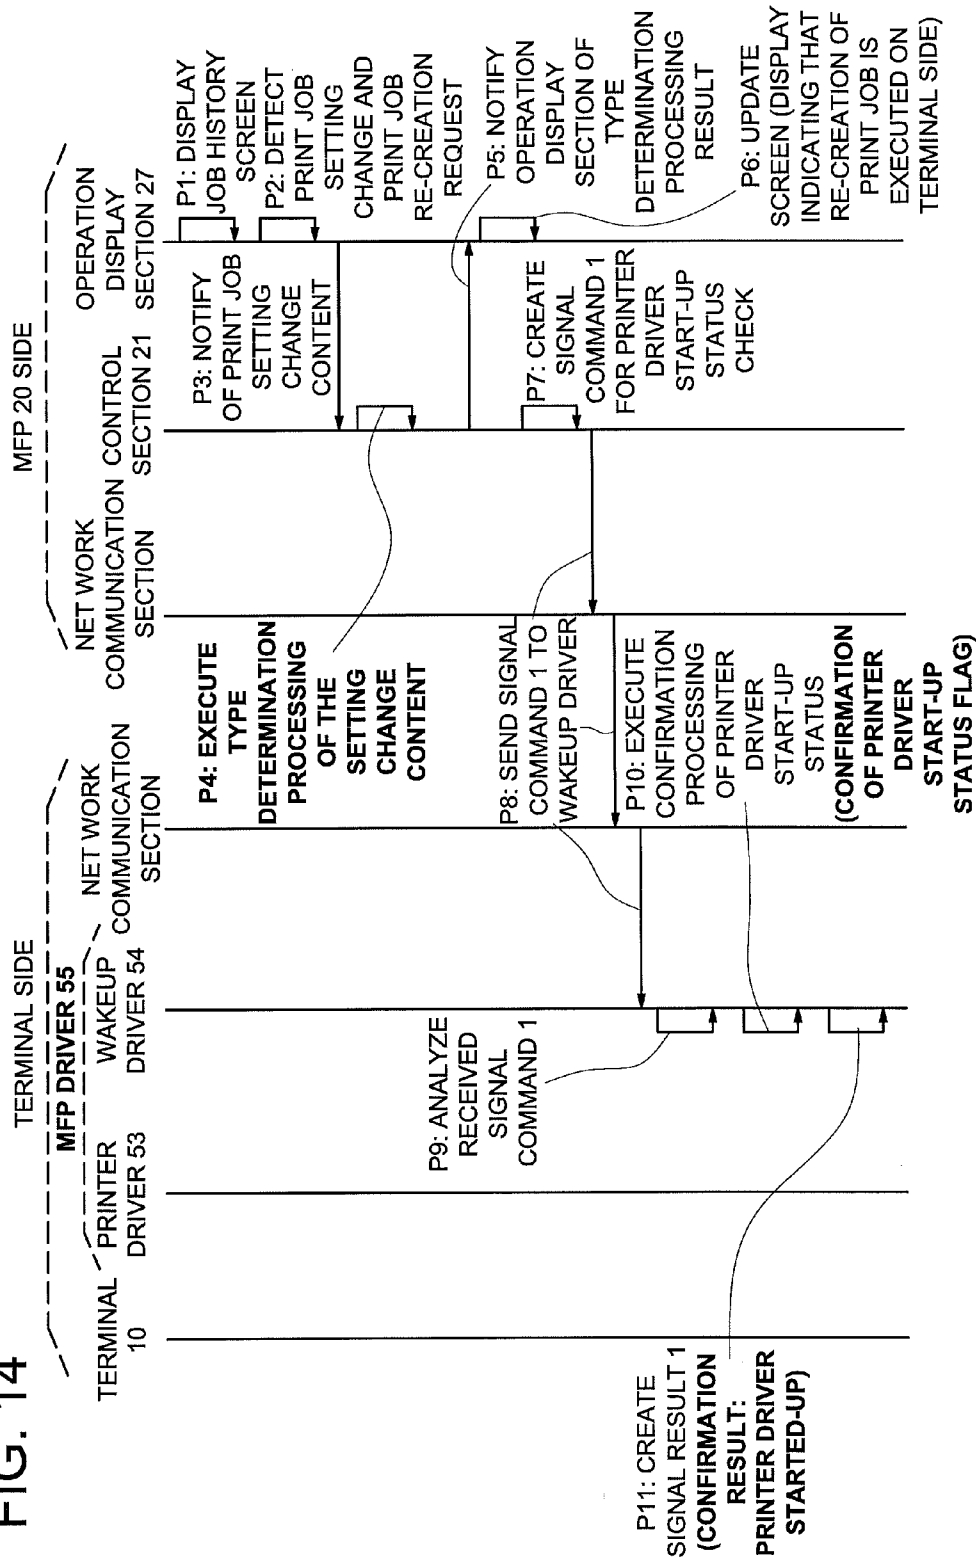 FIG. 14
TERMINAL SIDE
MFP DRIVER 55
TERMINAL
10
PRINTER
DRIVER 53
WAKEUP
DRIVER 54
NET WORK
COMMUNICATION
SECTION
MFP 20 SIDE
NET WORK
COMMUNICATION
SECTION
CONTROL
SECTION 21
OPERATION
DISPLAY
SECTION 27
P1: DISPLAY
JOB HISTORY
SCREEN
P2: DETECT
PRINT JOB
SETTING
CHANGE AND
PRINT JOB
RE-CREATION
REQUEST
P3: NOTIFY
OF PRINT JOB
SETTING
CHANGE
CONTENT
P4: EXECUTE
TYPE
DETERMINATION
PROCESSING
OF THE
SETTING
CHANGE
CONTENT
P5: NOTIFY
OPERATION
DISPLAY
SECTION OF
TYPE
DETERMINATION
PROCESSING
RESULT
P6: UPDATE
SCREEN (DISPLAY
INDICATING THAT
RE-CREATION OF
PRINT JOB IS
EXECUTED ON
TERMINAL SIDE)
P7: CREATE
SIGNAL
COMMAND 1
FOR PRINTER
DRIVER
START-UP
STATUS
CHECK
P8: SEND SIGNAL
COMMAND 1 TO
WAKEUP DRIVER
P9: ANALYZE
RECEIVED
SIGNAL
COMMAND 1
P10: EXECUTE
CONFIRMATION
PROCESSING
OF PRINTER
DRIVER
START-UP
STATUS
(CONFIRMATION
OF PRINTER
DRIVER
START-UP
STATUS FLAG)
P11: CREATE
SIGNAL RESULT 1
(CONFIRMATION
RESULT:
PRINTER DRIVER
STARTED-UP)